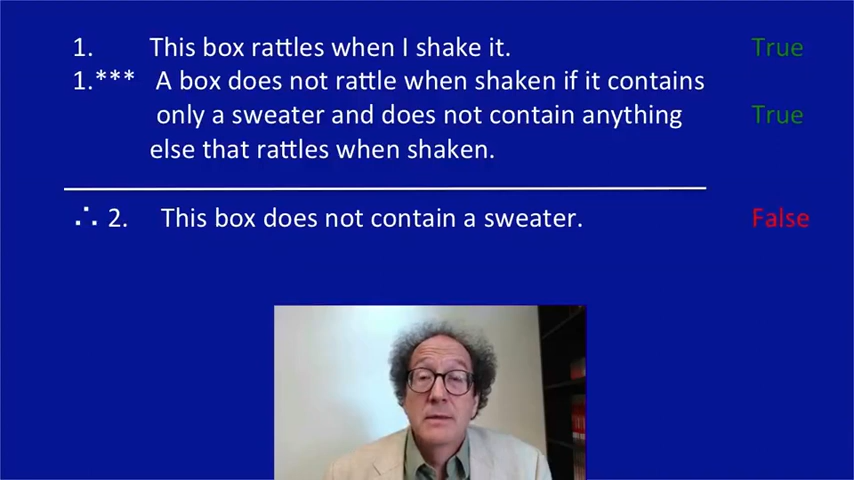 1. This box rattles when I shake it. True
1.*** A box does not rattle when shaken if it contains
only a sweater and does not contain anything True
else that rattles when shaken.
∴ 2. This box does not contain a sweater. False